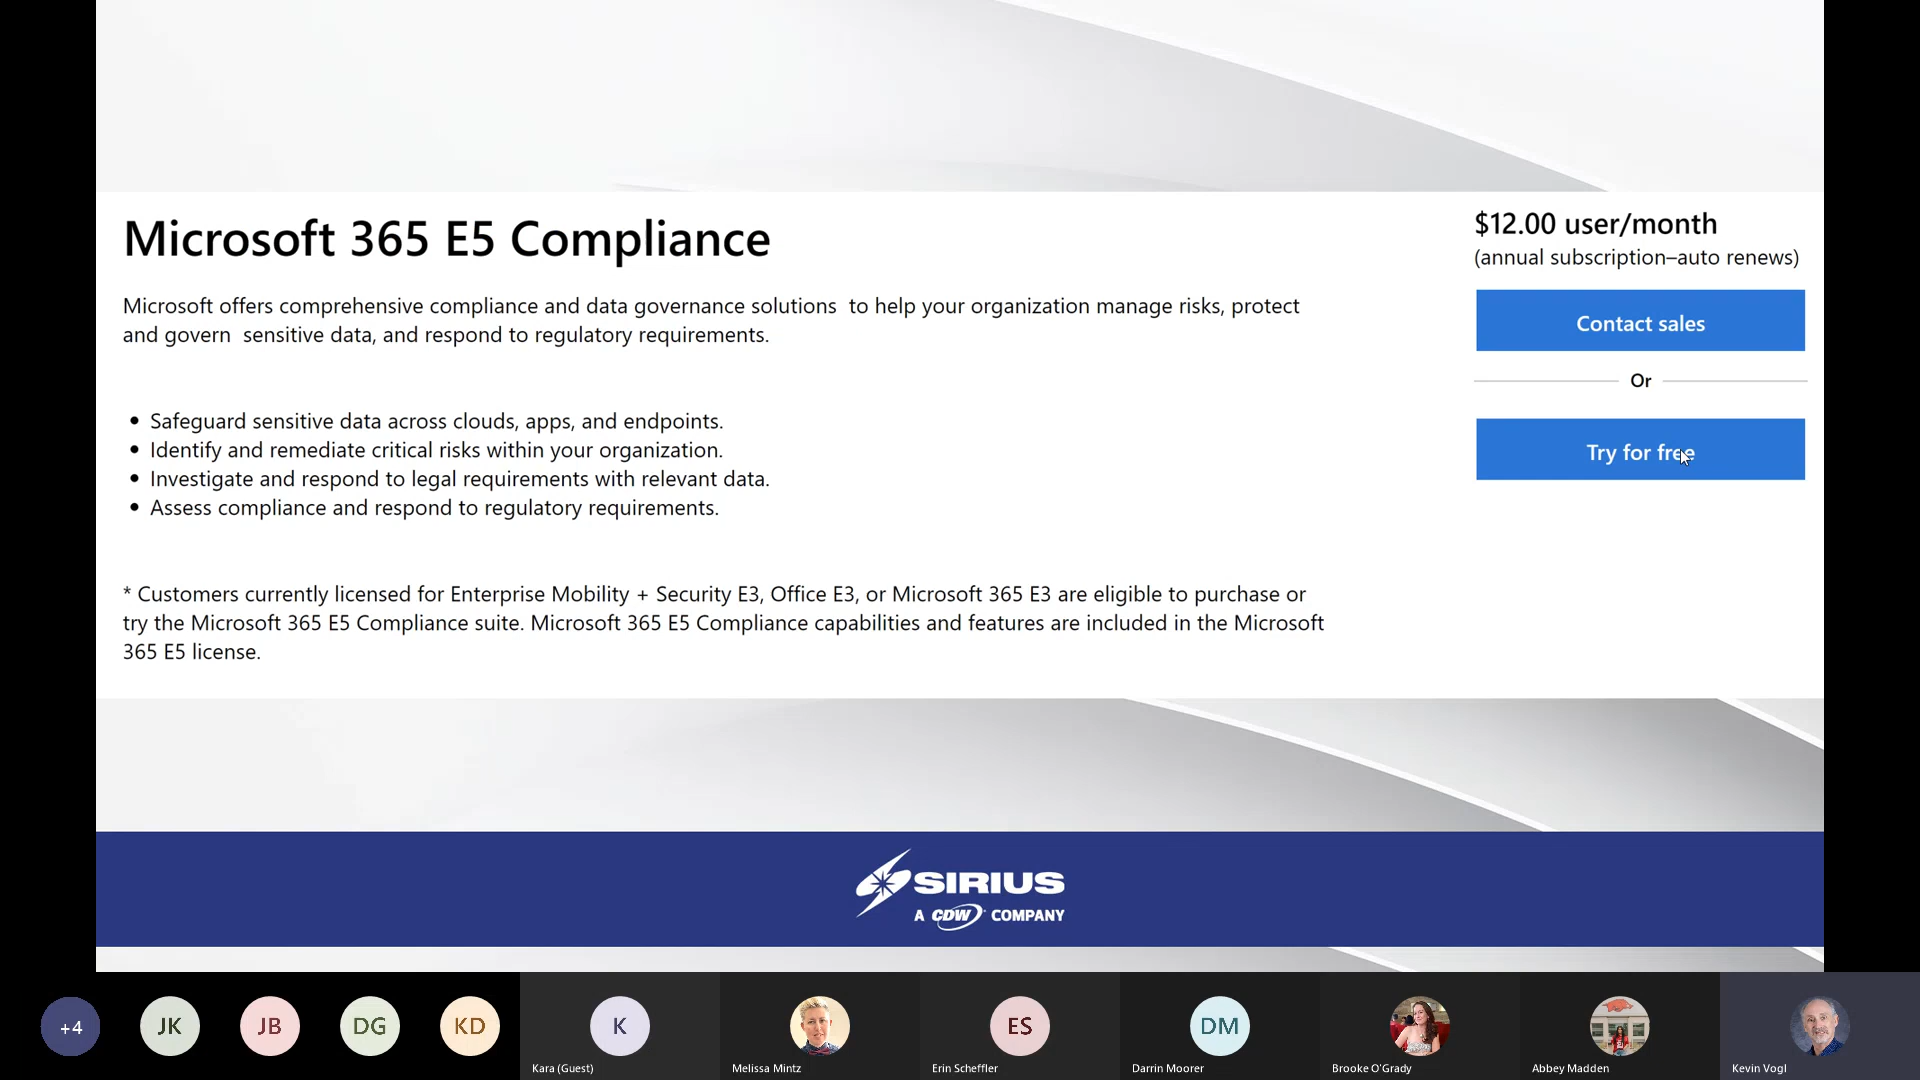 Microsoft 365 E5 Compliance
Microsoft offers comprehensive compliance and data governance solutions  to help your organization manage risks, protect
and govern  sensitive data, and respond to regulatory requirements.
• Safeguard sensitive data across clouds, apps, and endpoints.
• Identify and remediate critical risks within your organization.
• Investigate and respond to legal requirements with relevant data.
• Assess compliance and respond to regulatory requirements.
* Customers currently licensed for Enterprise Mobility + Security E3, Office E3, or Microsoft 365 E3 are eligible to purchase or
try the Microsoft 365 E5 Compliance suite. Microsoft 365 E5 Compliance capabilities and features are included in the Microsoft
365 E5 license.
$12.00 user/month
(annual subscription–auto renews)
Contact sales
Or
Try for free
SIRIUS
A CDW COMPANY
+4
JK
JB
DG
KD
K
Kara (Guest)
Melissa Mintz
ES
Erin Scheffler
DM
Darrin Moorer
Brooke O'Grady
Abbey Madden
Kevin Vogl